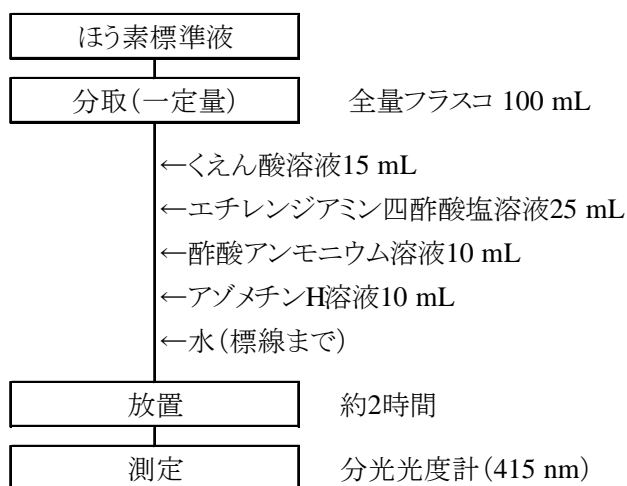 ほう素標準液
分取(一定量) 全量フラスコ 100 mL
←くえん酸溶液15 mL
←エチレンジアミン四酢酸塩溶液25 mL
←酢酸アンモニウム溶液10 mL
←アゾメチンH溶液10 mL
←水(標線まで)
放置 約2時間
測定 分光光度計(415 nm)